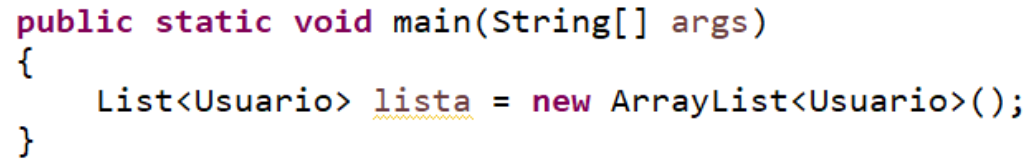 public static void main(String[] args)
{
    List<Usuario> lista = new ArrayList<Usuario>();
}